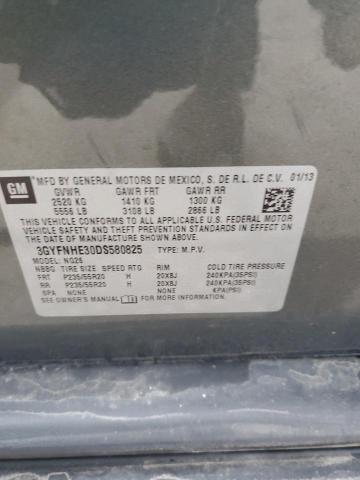 GM
MFD BY GENERAL MOTORS DE MEXICO, S. DE R.L. DE C.V. 01/13
GVWR GAWR FRT GAWR RR
2520 KG 1410 KG 1300 KG
5556 LB 3108 LB 2866 LB
THIS VEHICLE CONFORMS TO ALL APPLICABLE U.S. FEDERAL MOTOR
VEHICLE SAFETY, BUMPER, AND THEFT PREVENTION STANDARDS IN
EFFECT ON THE DATE OF MANUFACTURE SHOWN ABOVE.
3GYFNHE30DS580825 TYPE: M.P.V.
MODEL: NG26
NBBG TIRE SIZE SPEED RTG RIM COLD TIRE PRESSURE
FRT P235/55R20 H 20X8J 240KPA(35PSI)
RR P235/55R20 H 20X8J 240KPA(35PSI)
SPA NONE NONE KPA(PSI)
SEE OWNER'S MANUAL FOR ADDITIONAL INFORMATION.